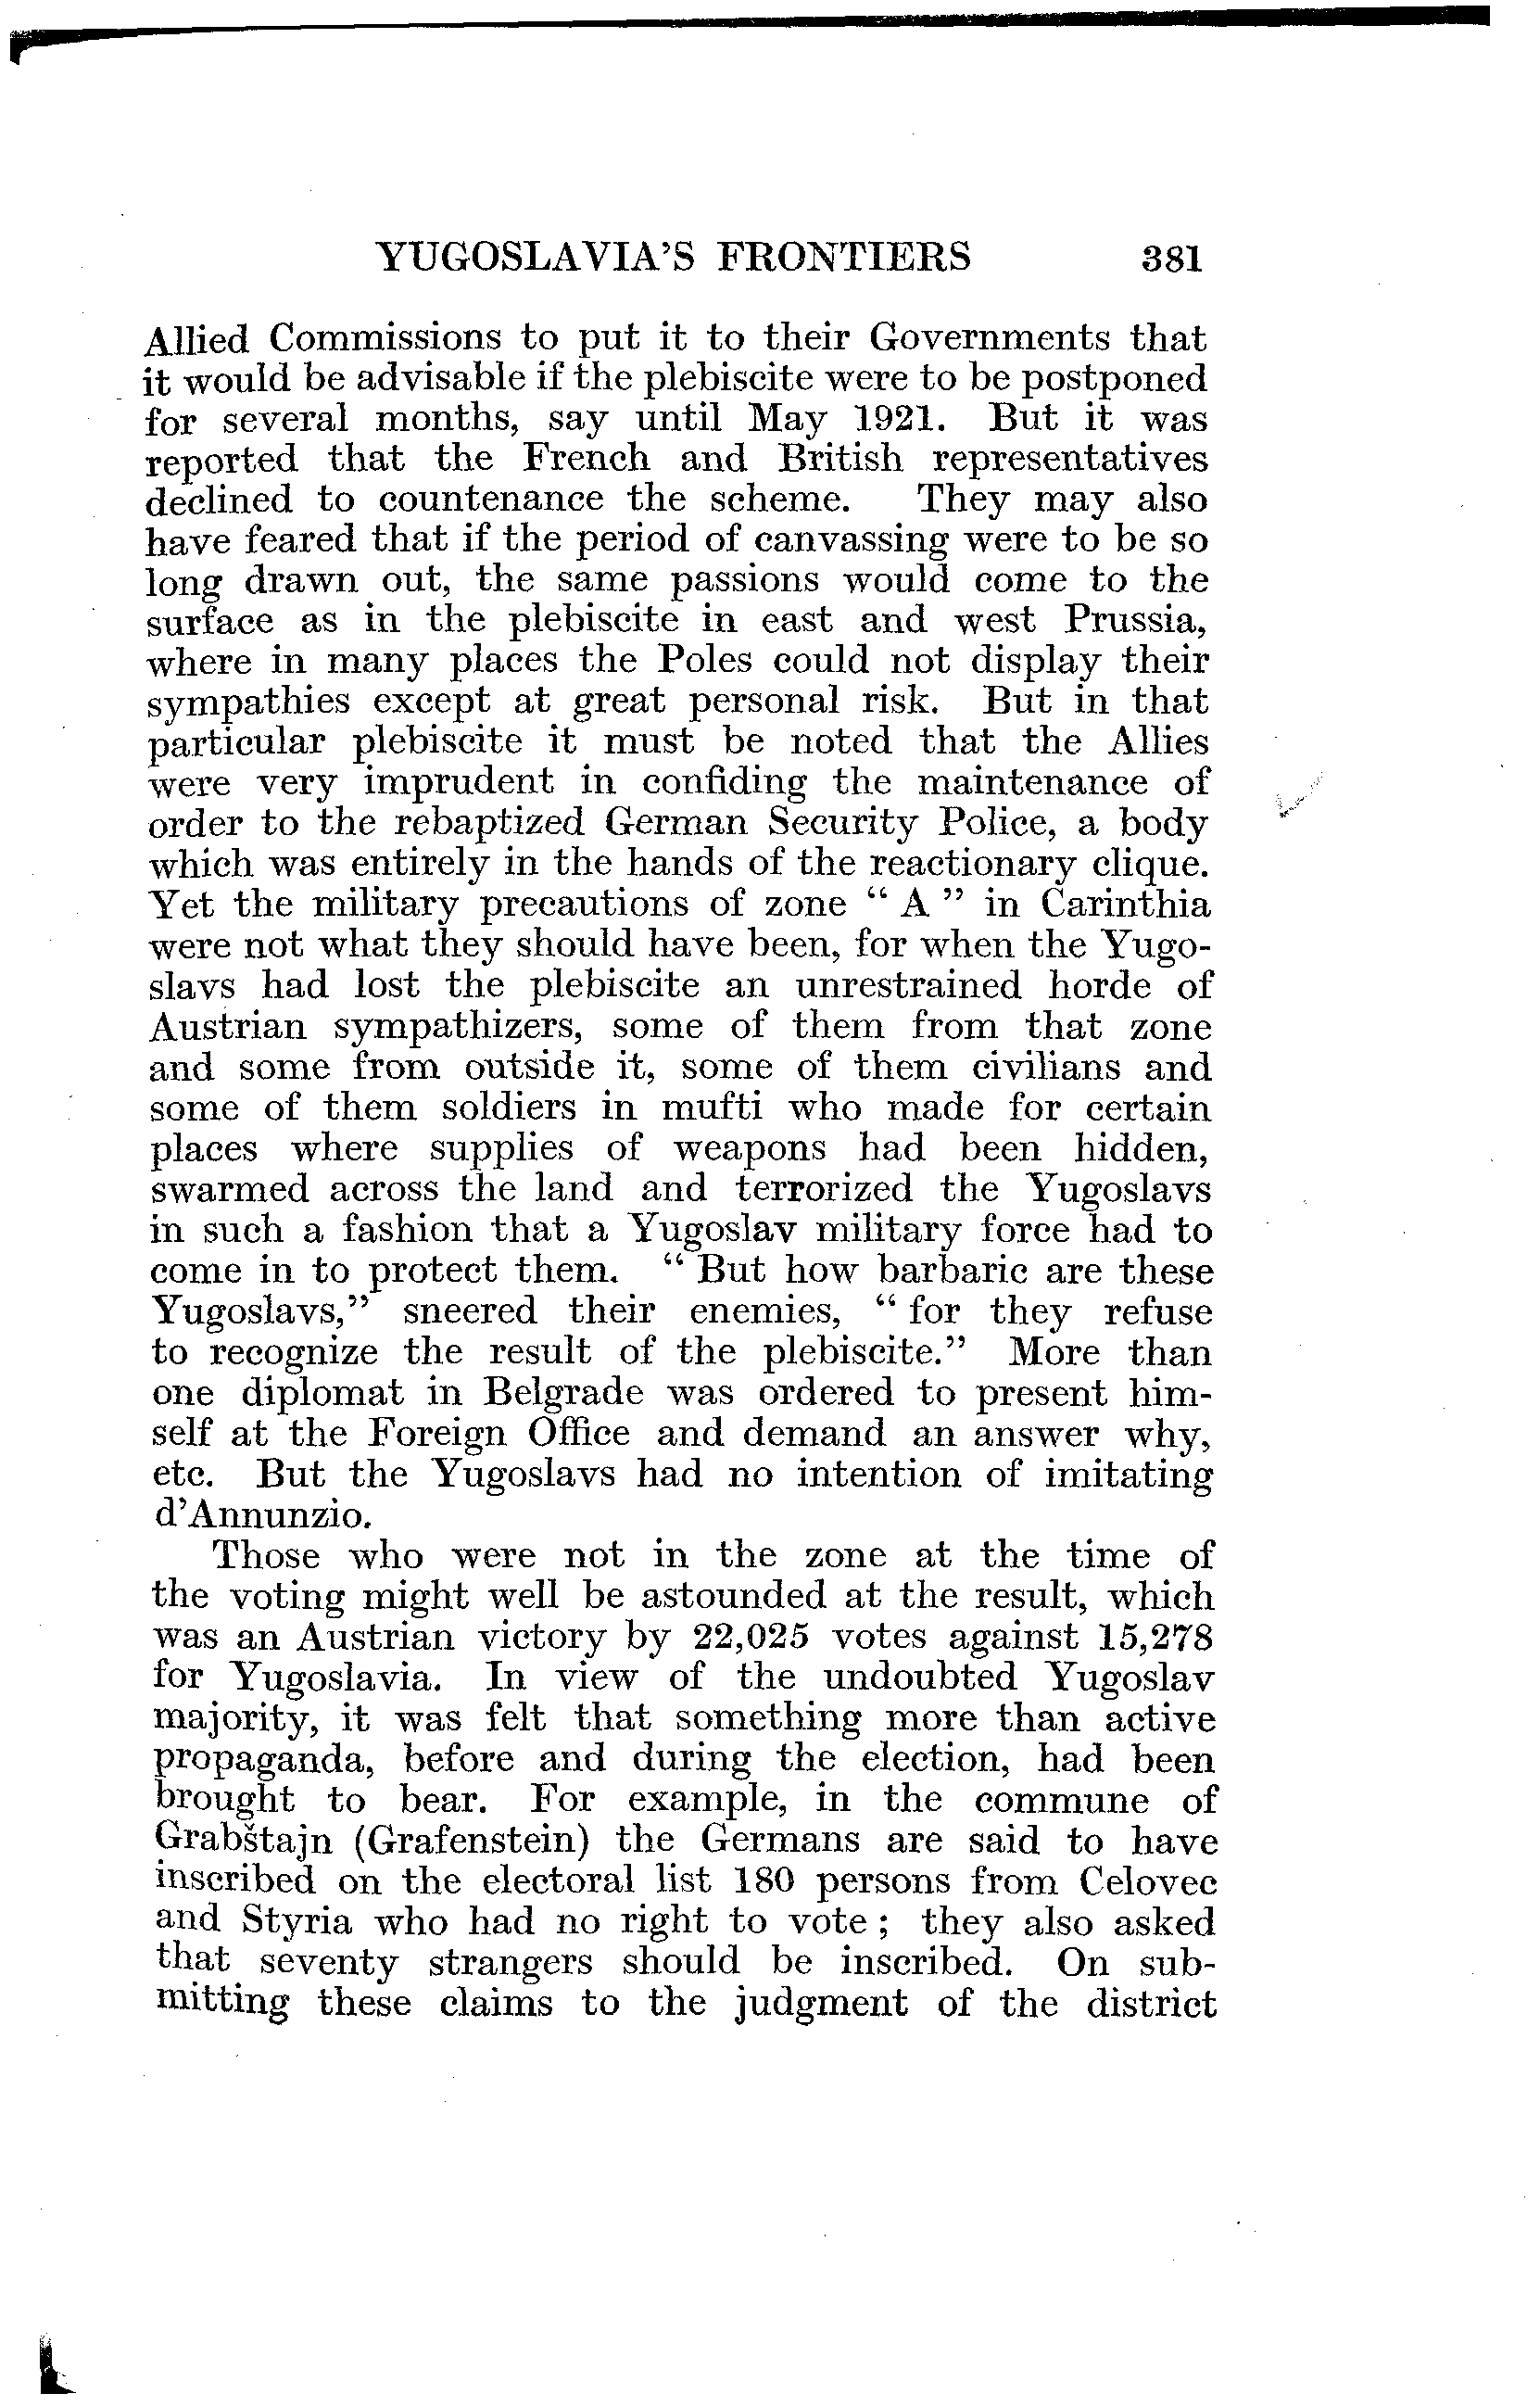 YUGOSLAVIA'S FRONTIERS 381
Allied Commissions to put it to their Governments that
it would be advisable if the plebiscite were to be postponed
for several months, say until May 1921. But it was
reported that the French and British representatives
declined to countenance the scheme. They may also
have feared that if the period of canvassing were to be so
long drawn out, the same passions would come to the
surface as in the plebiscite in east and west Prussia,
where in many places the Poles could not display their
sympathies except at great personal risk. But in that
particular plebiscite it must be noted that the Allies
were very imprudent in confiding the maintenance of
order to the rebaptized German Security Police, a body
which was entirely in the hands of the reactionary clique.
Yet the military precautions of zone “ A ” in Carinthia
were not what they should have been, for when the Yugo-
slavs had lost the plebiscite an unrestrained horde of
Austrian sympathizers, some of them from that zone
and some from outside it, some of them civilians and
some of them soldiers in mufti who made for certain
places where supplies of weapons had been hidden,
swarmed across the land and terrorized the Yugoslavs
in such a fashion that a Yugoslav military force had to
come in to protect them. “ But how barbaric are these
Yugoslavs,” sneered their enemies, “ for they refuse
to recognize the result of the plebiscite.” More than
one diplomat in Belgrade was ordered to present him-
self at the Foreign Office and demand an answer why,
etc. But the Yugoslavs had no intention of imitating
d'Annunzio.
Those who were not in the zone at the time of
the voting might well be astounded at the result, which
was an Austrian victory by 22,025 votes against 15,278
for Yugoslavia. In view of the undoubted Yugoslav
majority, it was felt that something more than active
propaganda, before and during the election, had been
brought to bear. For example, in the commune of
Grabštajn (Grafenstein) the Germans are said to have
inscribed on the electoral list 180 persons from Celovec
and Styria who had no right to vote ; they also asked
that seventy strangers should be inscribed. On sub-
mitting these claims to the judgment of the district